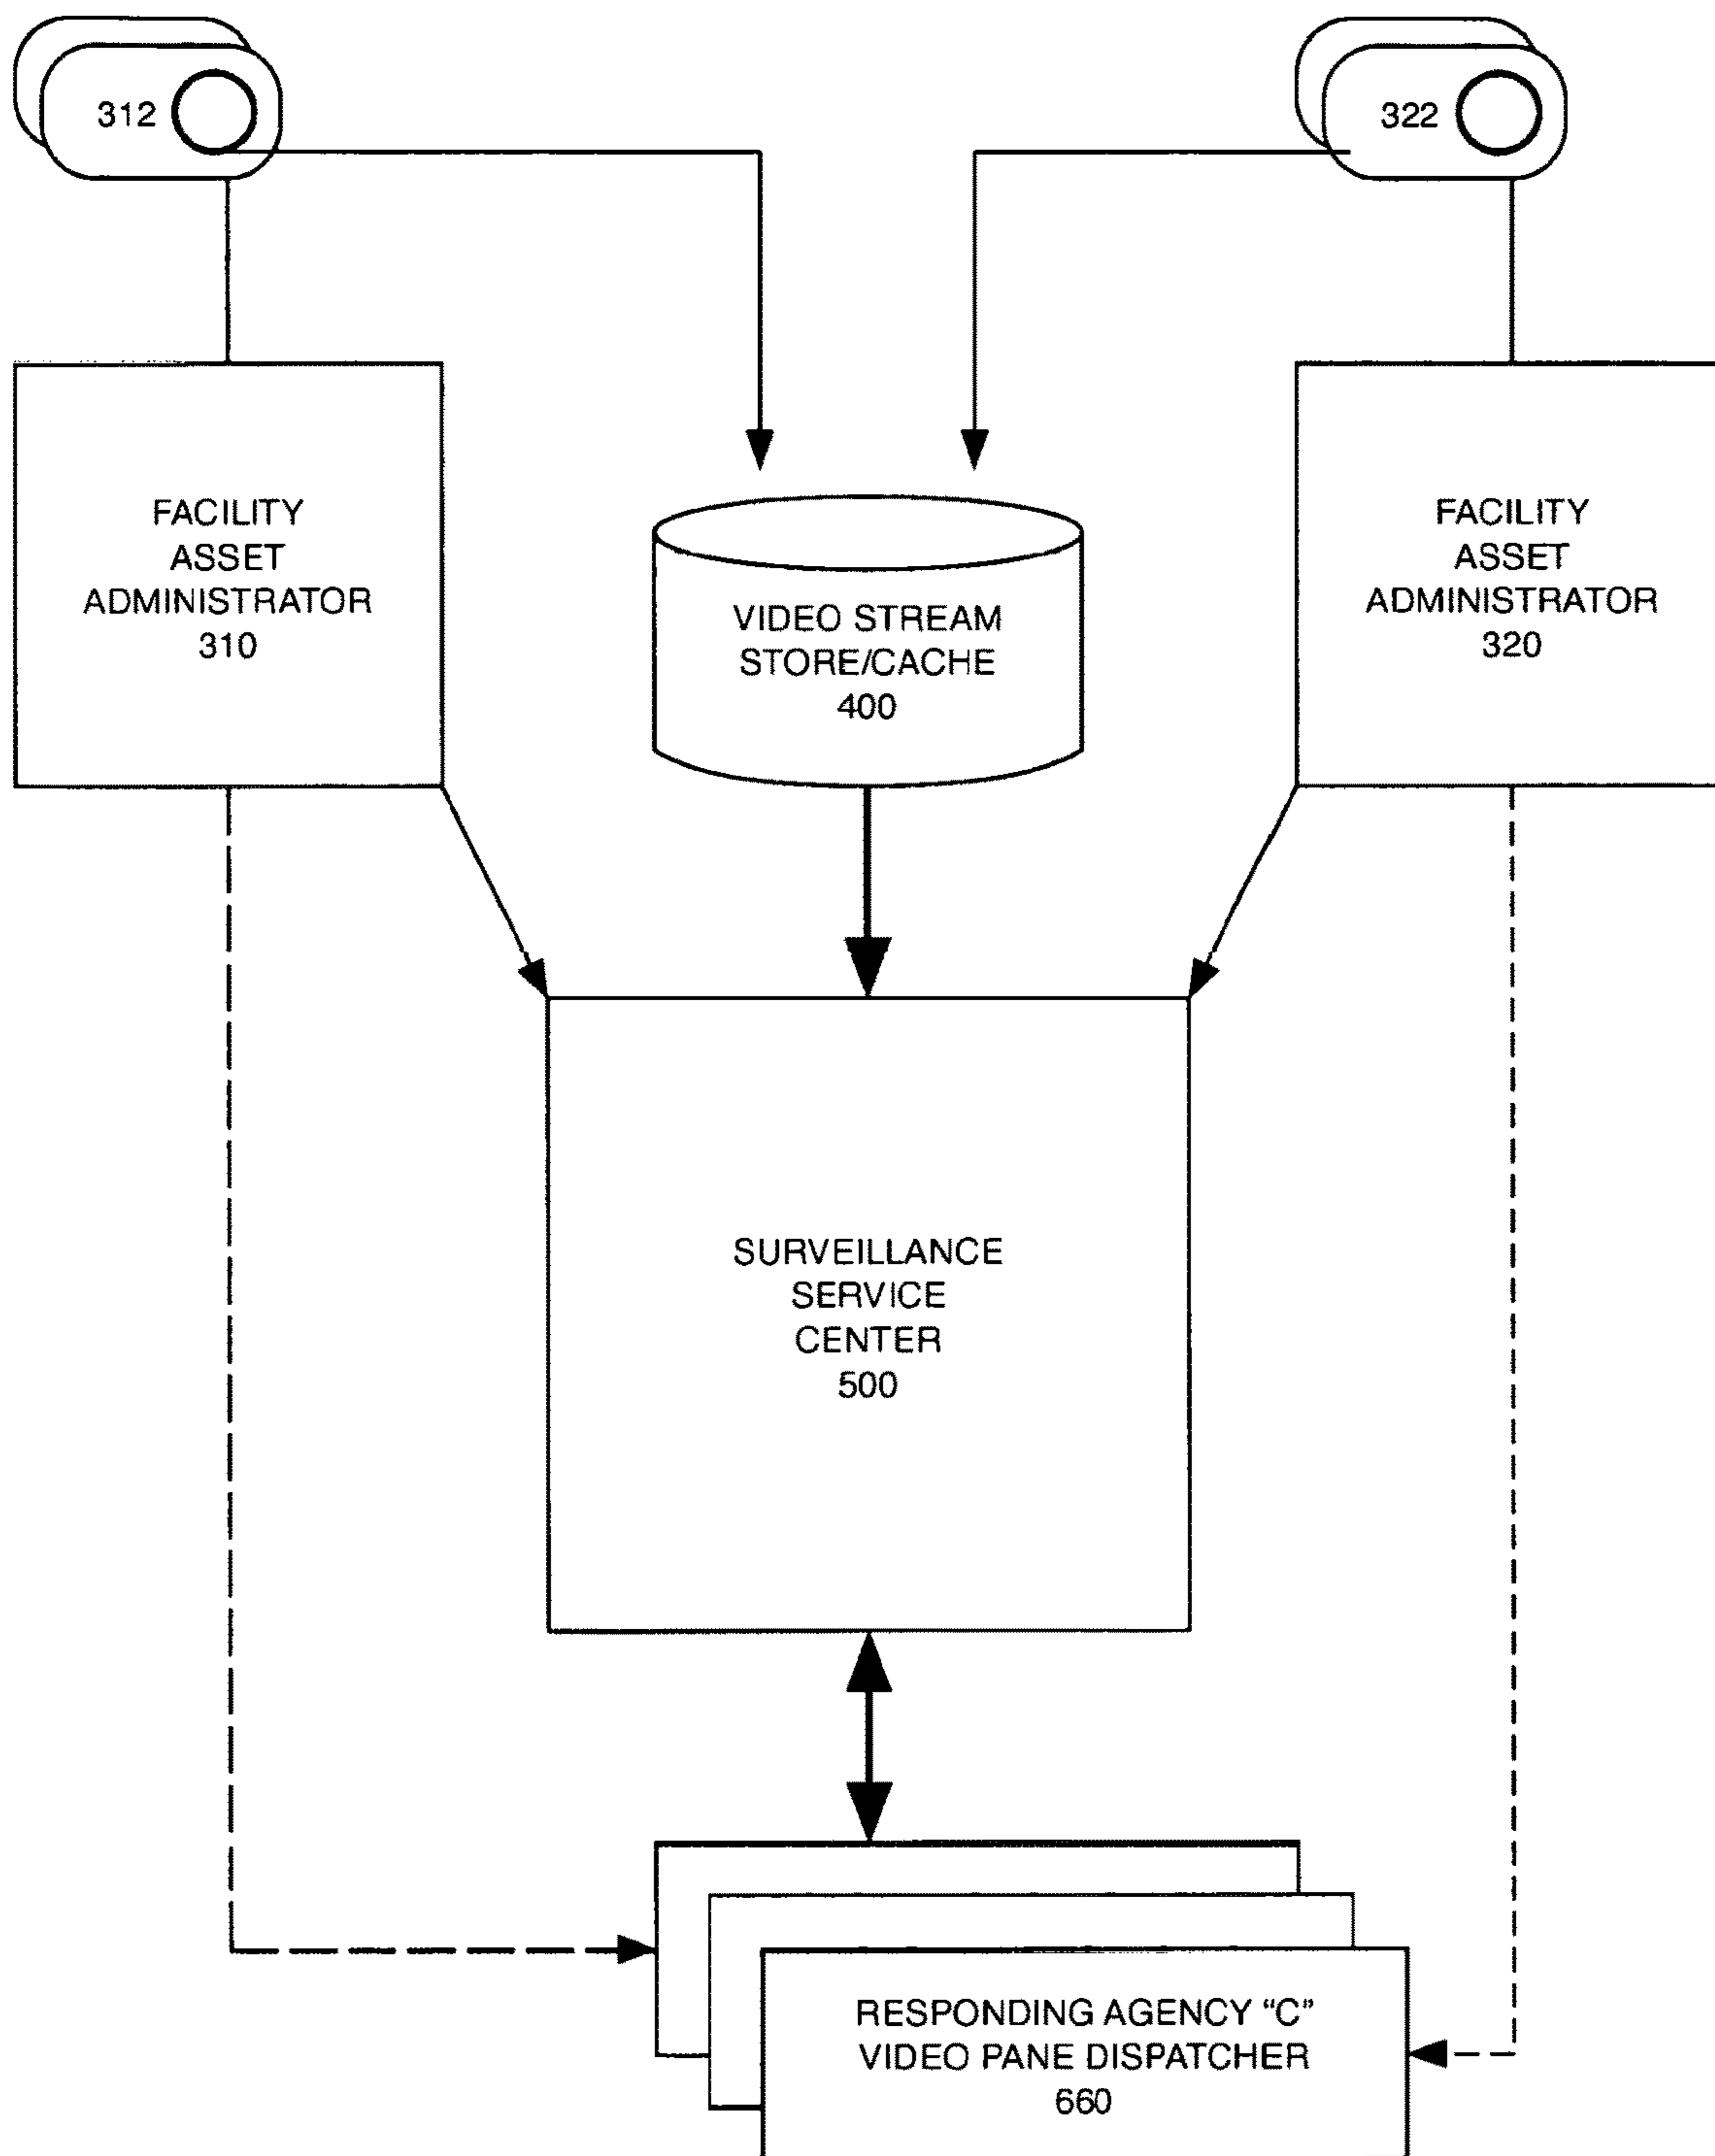 312
322
FACILITY
ASSET
ADMINISTRATOR
310
VIDEO STREAM
STORE/CACHE
400
FACILITY
ASSET
ADMINISTRATOR
320
SURVEILLANCE
SERVICE
CENTER
500
RESPONDING AGENCY “C”
VIDEO PANE DISPATCHER
660